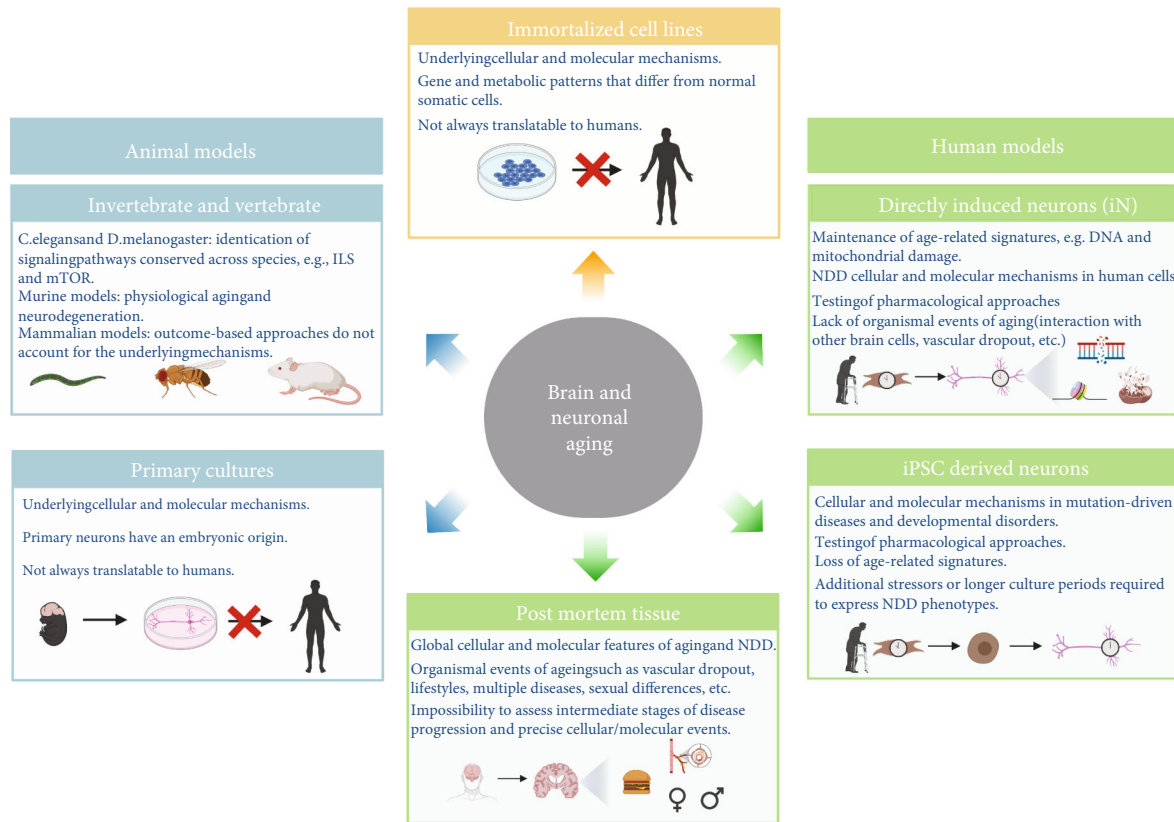 Immortalized cell lines
Underlyingcellular and molecular mechanisms.
Gene and metabolic patterns that differ from normal
somatic cells.
Not always translatable to humans.
Animal models
Invertebrate and vertebrate
C.elegansand D.melanogaster: identication of
signalingpathways conserved across species, e.g., ILS
and mTOR.
Murine models: physiological agingand
neurodegeneration.
Mammalian models: outcome-based approaches do not
account for the underlyingmechanisms.
Primary cultures
Underlyingcellular and molecular mechanisms.
Primary neurons have an embryonic origin.
Not always translatable to humans.
Brain and
neuronal
aging
Post mortem tissue
Global cellular and molecular features of agingand NDD.
Organismal events of ageingsuch as vascular dropout,
lifestyles, multiple diseases, sexual differences, etc.
Impossibility to assess intermediate stages of disease
progression and precise cellular/molecular events.
Human models
Directly induced neurons (iN)
Maintenance of age-related signatures, e.g. DNA and
mitochondrial damage.
NDD cellular and molecular mechanisms in human cells
Testingof pharmacological approaches
Lack of organismal events of aging(interaction with
other brain cells, vascular dropout, etc.)
iPSC derived neurons
Cellular and molecular mechanisms in mutation-driven
diseases and developmental disorders.
Testingof pharmacological approaches.
Loss of age-related signatures.
Additional stressors or longer culture periods required
to express NDD phenotypes.